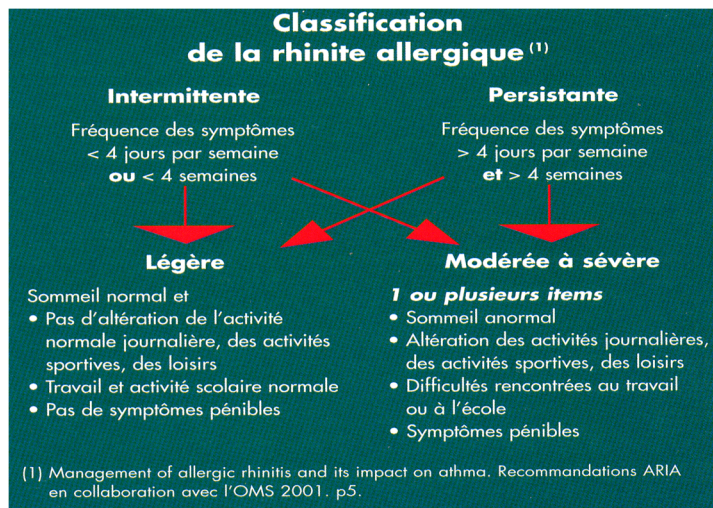 Classification
de la rhinite allergique (1)
Intermittente
Fréquence des symptômes
< 4 jours par semaine
ou < 4 semaines
Persistante
Fréquence des symptômes
> 4 jours par semaine
et > 4 semaines
Légère
Sommeil normal et
• Pas d'altération de l'activité
normale journalière, des activités
sportives, des loisirs
• Travail et activité scolaire normale
• Pas de symptômes pénibles
Modérée à sévère
1 ou plusieurs items
• Sommeil anormal
• Altération des activités journalières,
des activités sportives, des loisirs
• Difficultés rencontrées au travail
ou à l'école
• Symptômes pénibles
(1) Management of allergic rhinitis and its impact on athma. Recommandations ARIA
en collaboration avec l'OMS 2001. p5.